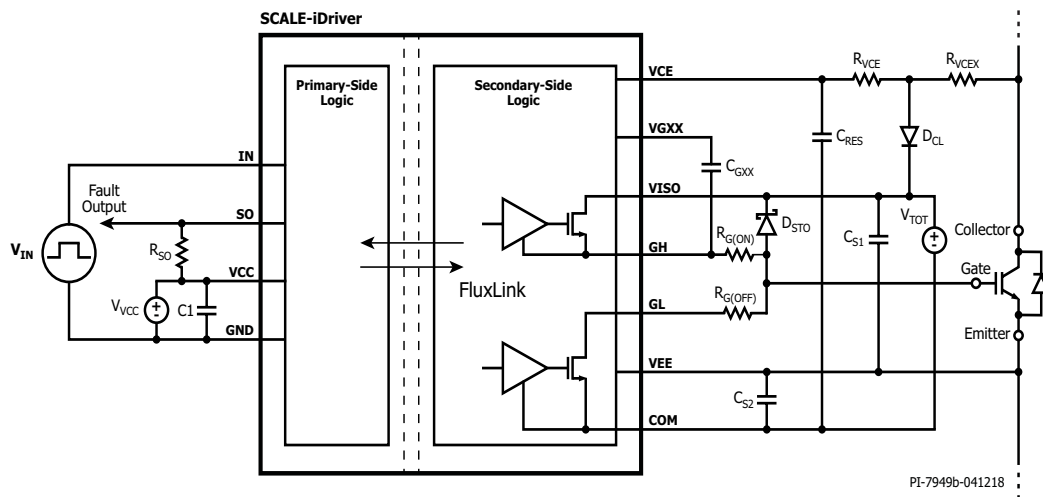 SCALE-iDriver
Primary-Side
Logic
Secondary-Side
Logic
VCE
RVCE
RVCEX
VGXX
CGXX
CRES
DCL
IN
Fault
Output
SO
VIN
RSO
VCC
VVCC
C1
GND
FluxLink
VISO
DSTO
RG(ON)
GH
CS1
VTOT
Collector
Gate
RG(OFF)
GL
Emitter
VEE
CS2
COM
PI-7949b-041218